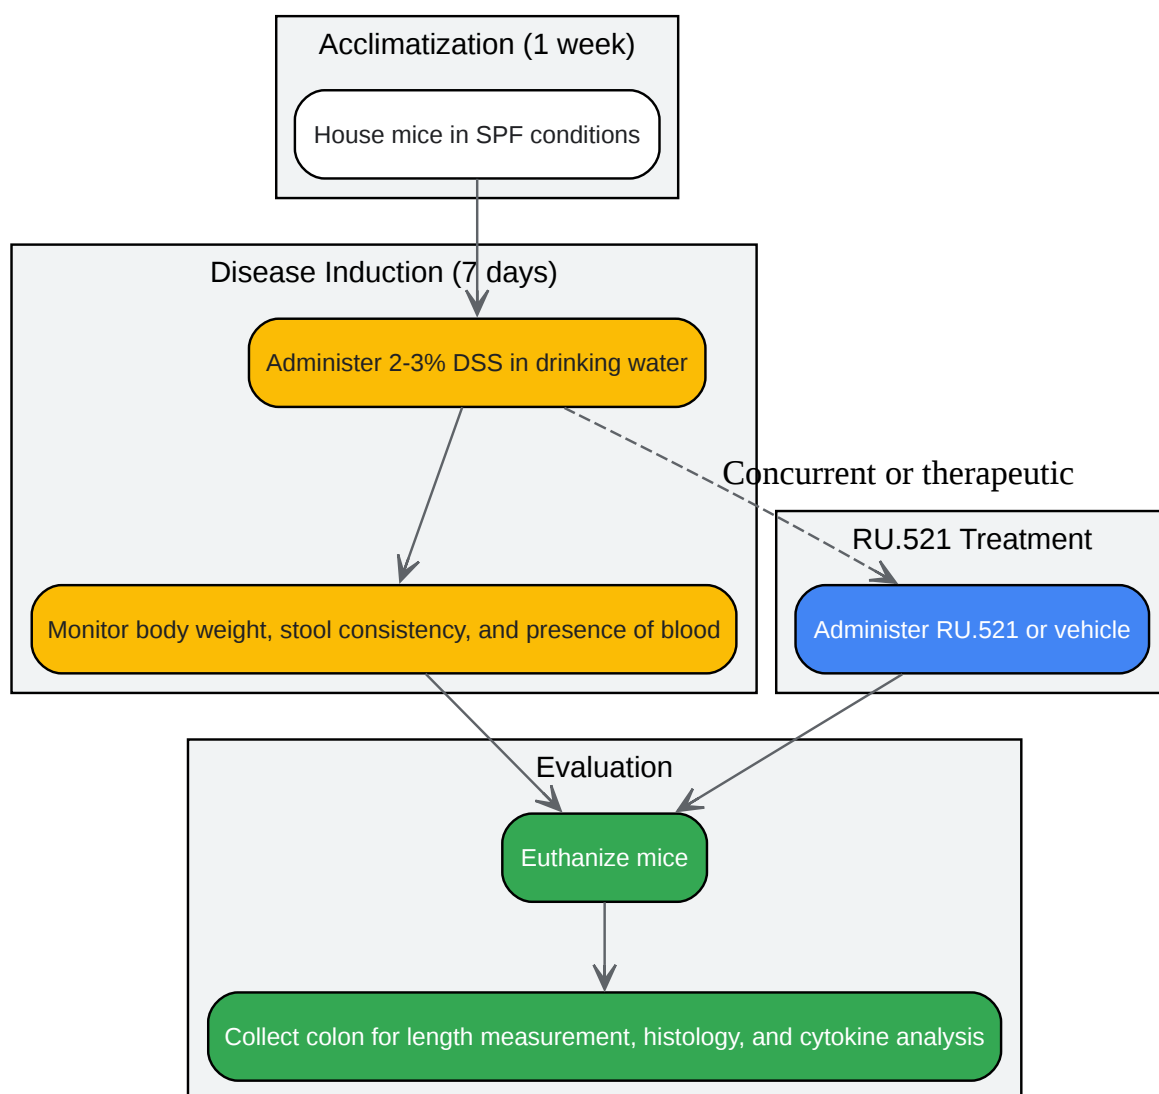 Acclimatization (1 week)
House mice in SPF conditions
Disease Induction (7 days)
Administer 2-3% DSS in drinking water
Concurrent or therapeutic
RU.521 Treatment
Monitor body weight, stool consistency, and presence of blood
Administer RU.521 or vehicle
Evaluation
Euthanize mice
Collect colon for length measurement, histology, and cytokine analysis